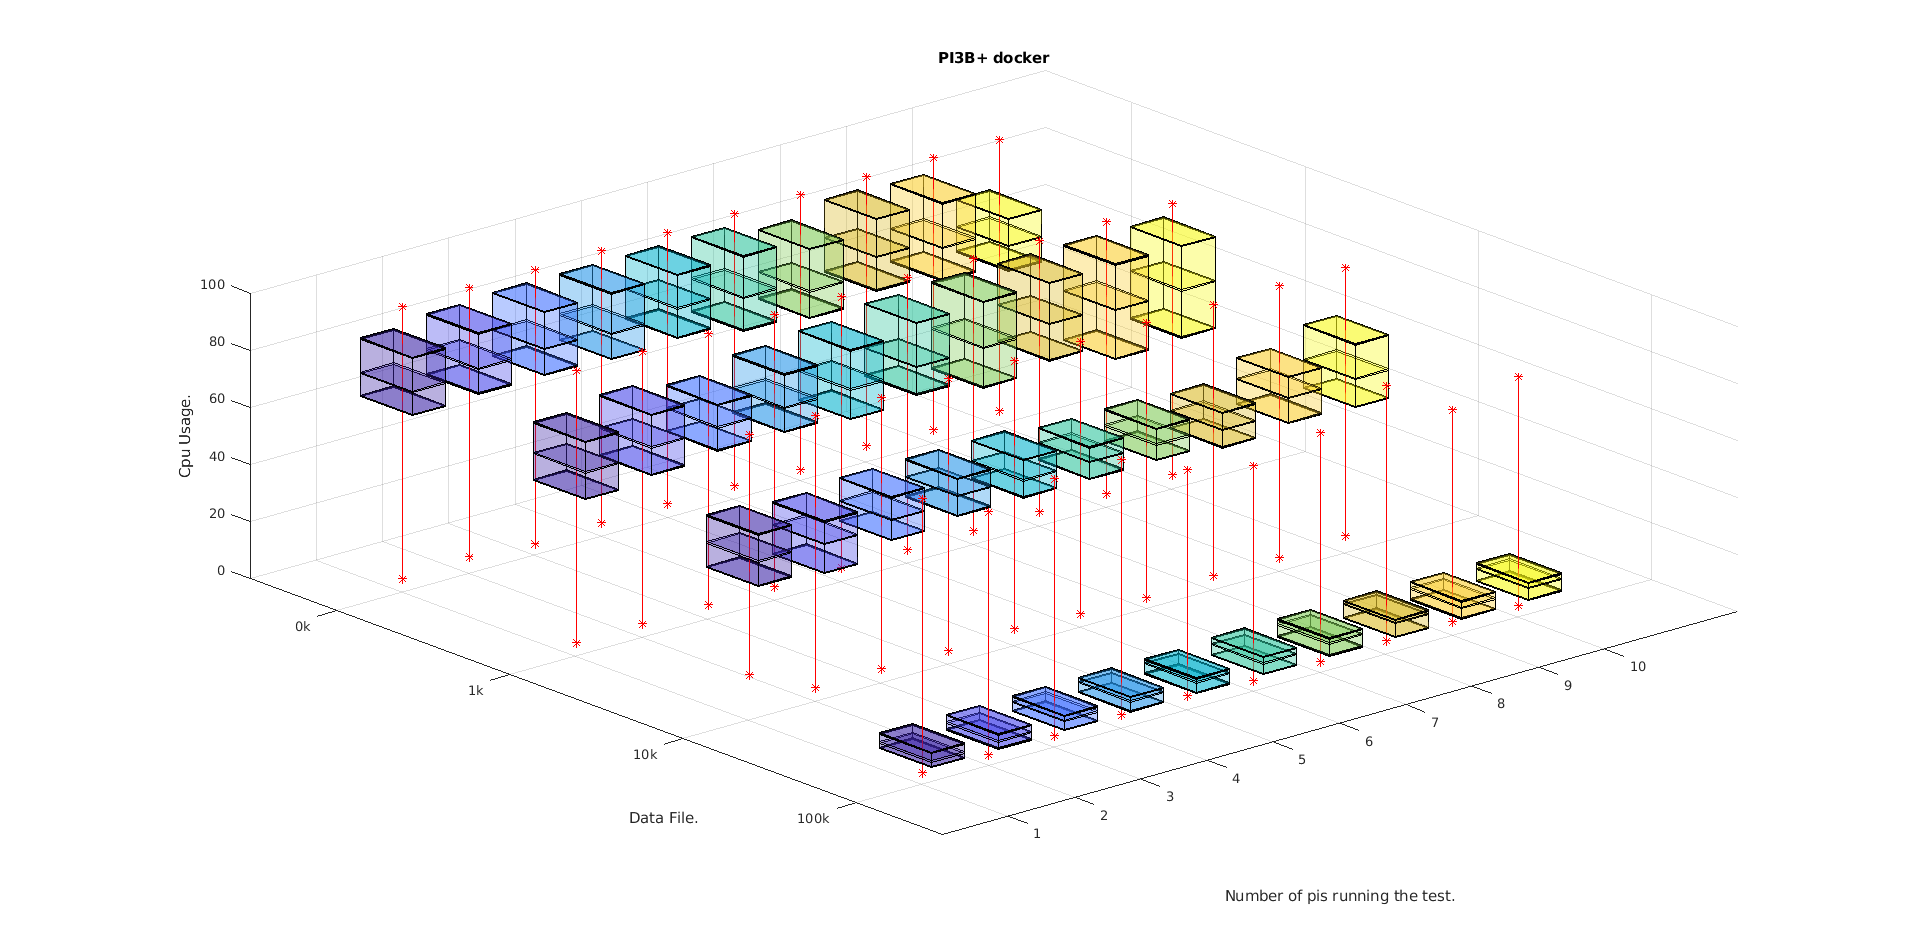 PI3B+ docker
100
80
60
40
20
0
Cpu Usage.
0k
1k
10k
100k
Data File.
1
2
3
4
5
6
7
8
9
10
Number of pis running the test.